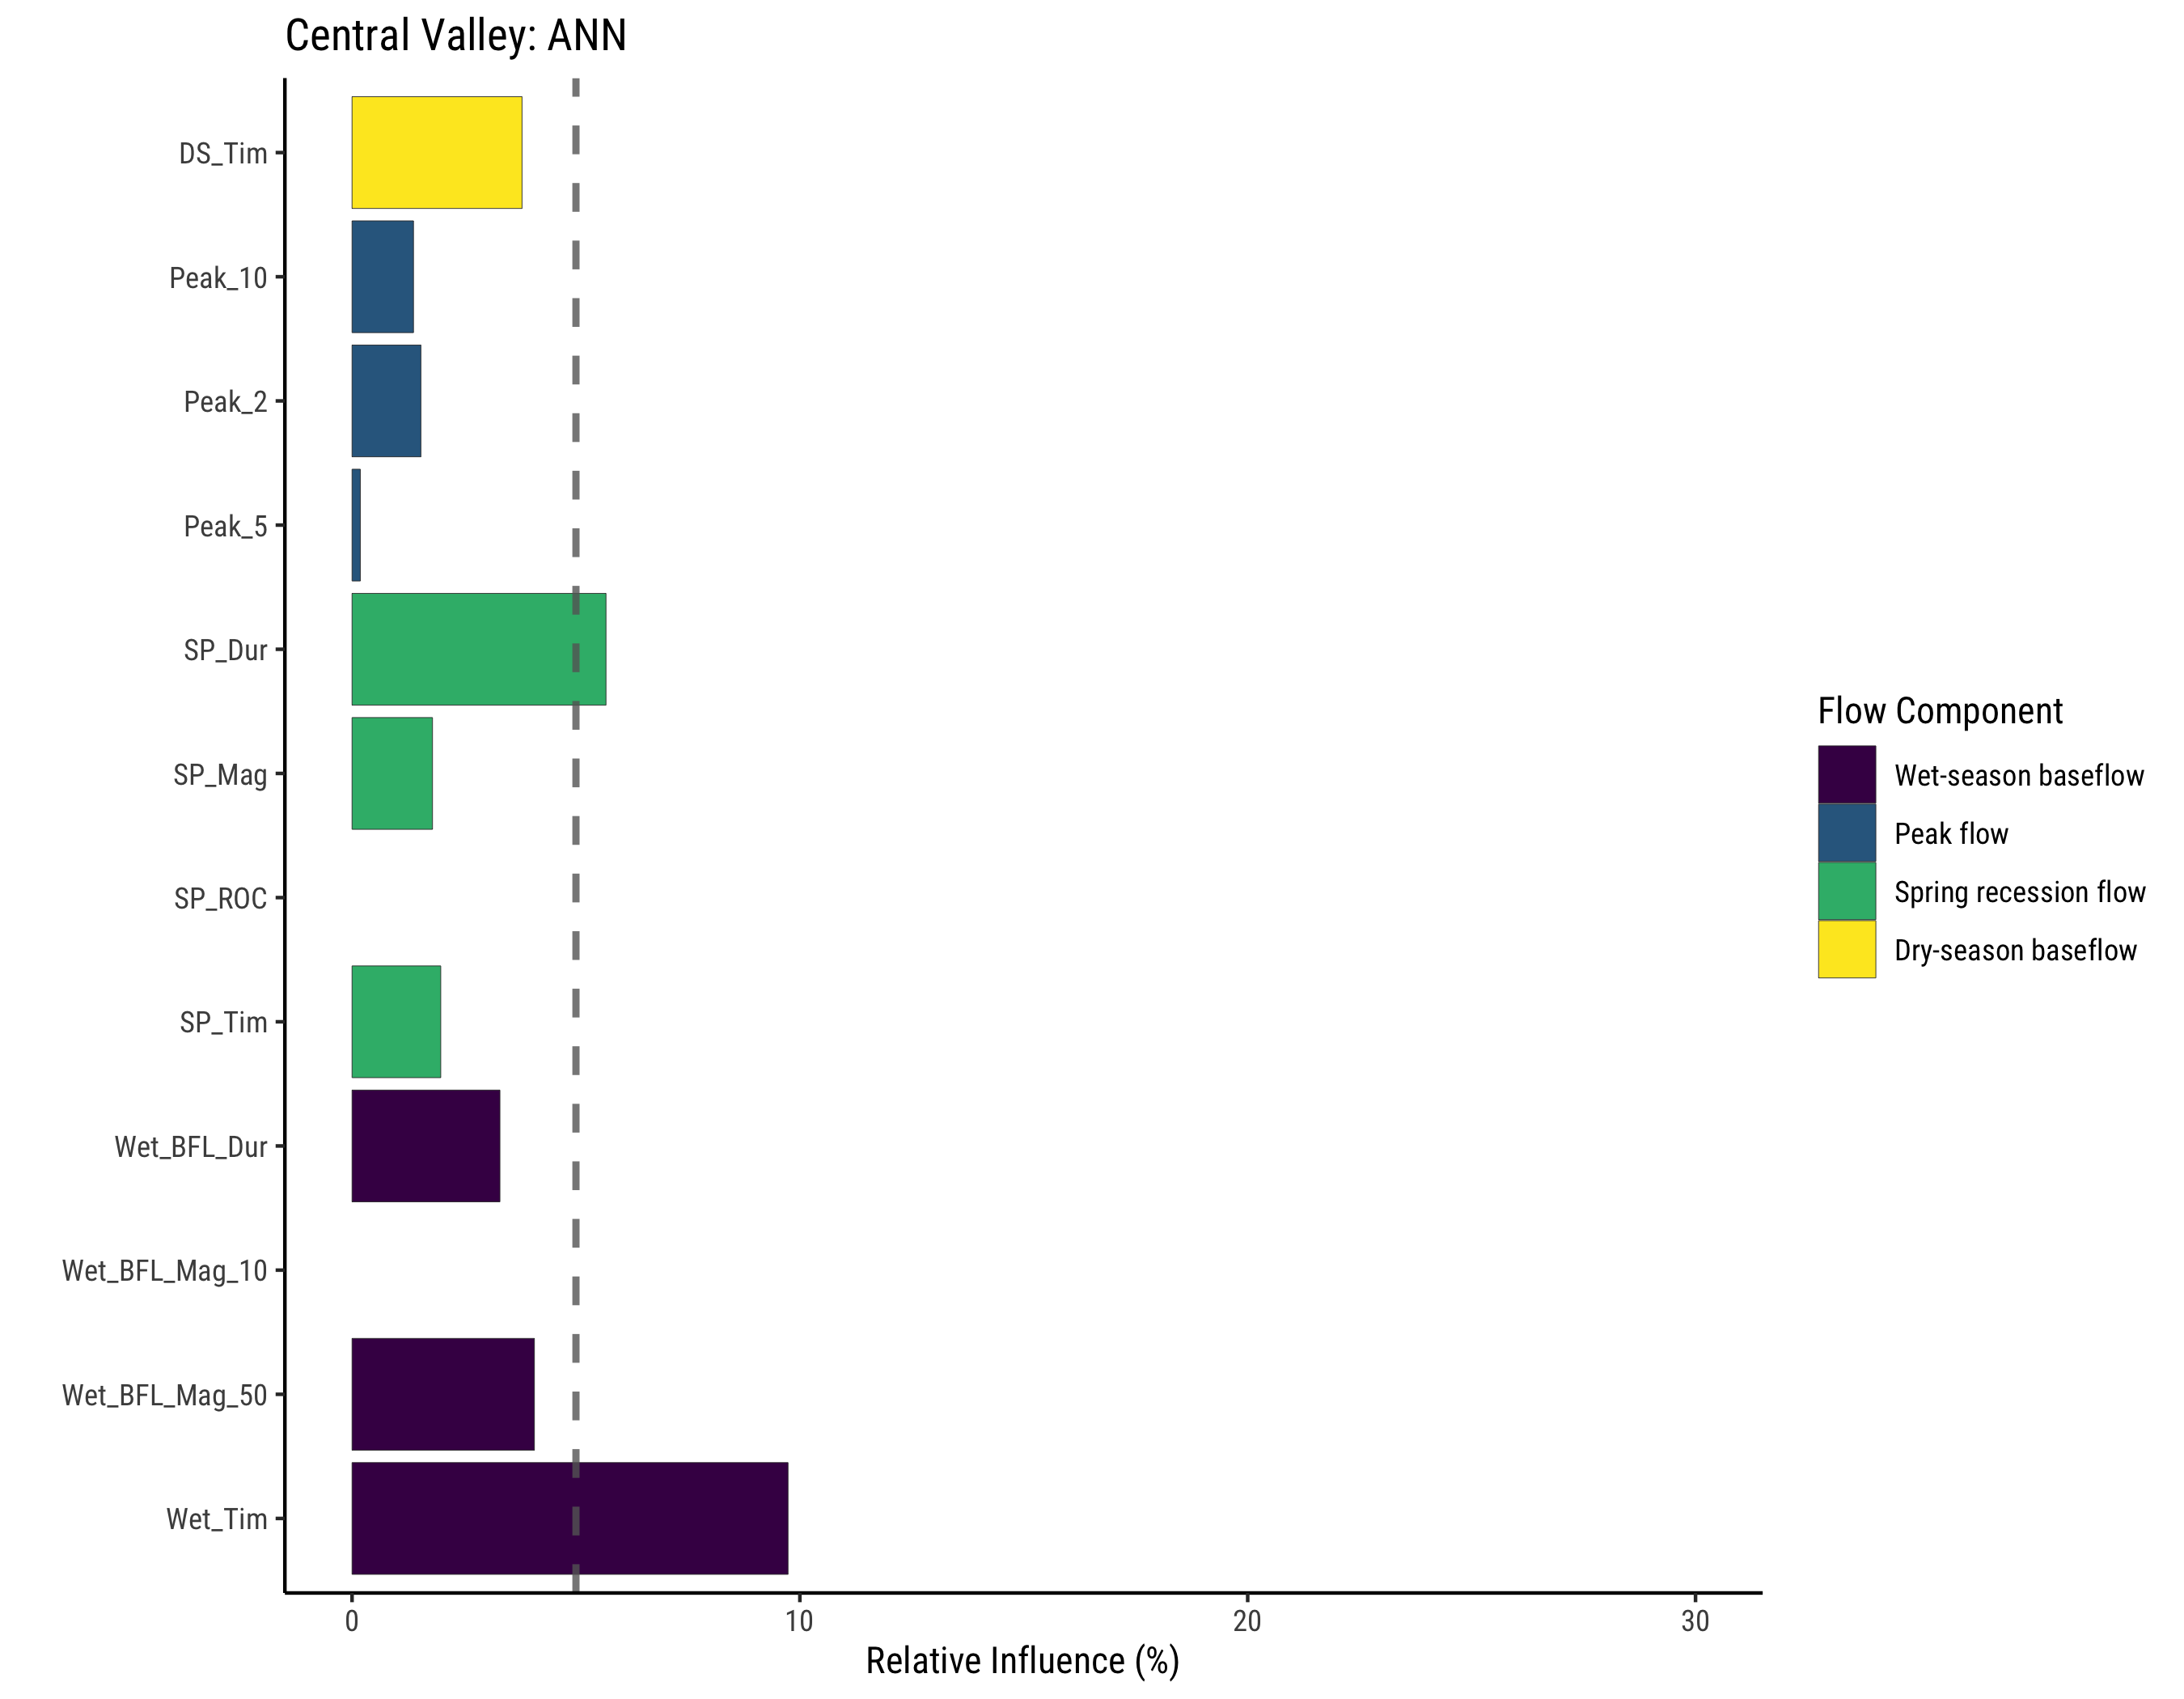 Central Valley: ANN
DS_Tim
Peak_10
Peak_2
Peak_5
SP_Dur
SP_Mag
SP_ROC
SP_Tim
Wet_BFL_Dur
Wet_BFL_Mag_10
Wet_BFL_Mag_50
Wet_Tim
0 10 20 30
Relative Influence (%)
Flow Component
Wet-season baseflow
Peak flow
Spring recession flow
Dry-season baseflow